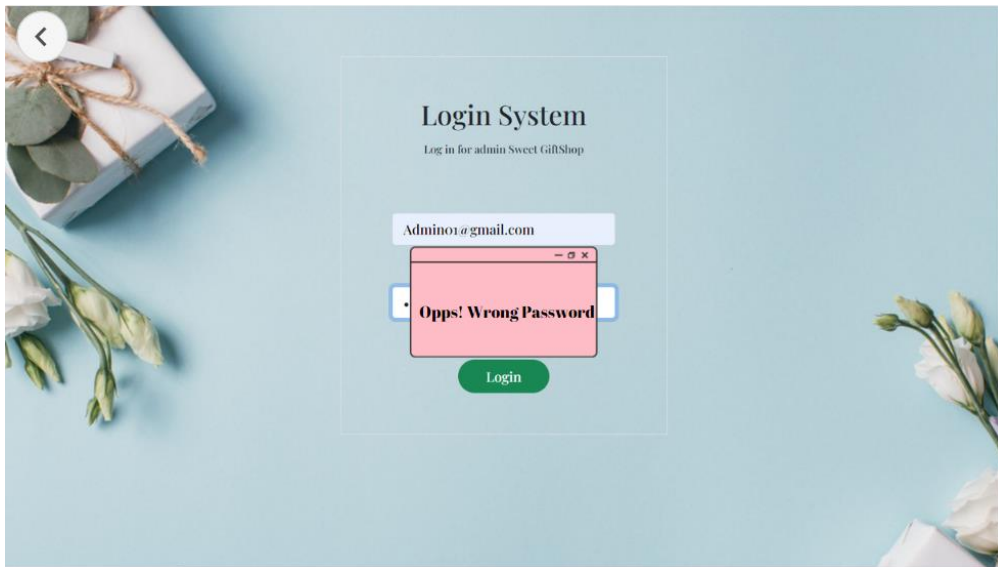 Login System
Log in for admin Sweet GiftShop
Admin01@gmail.com
Opps! Wrong Password
Login